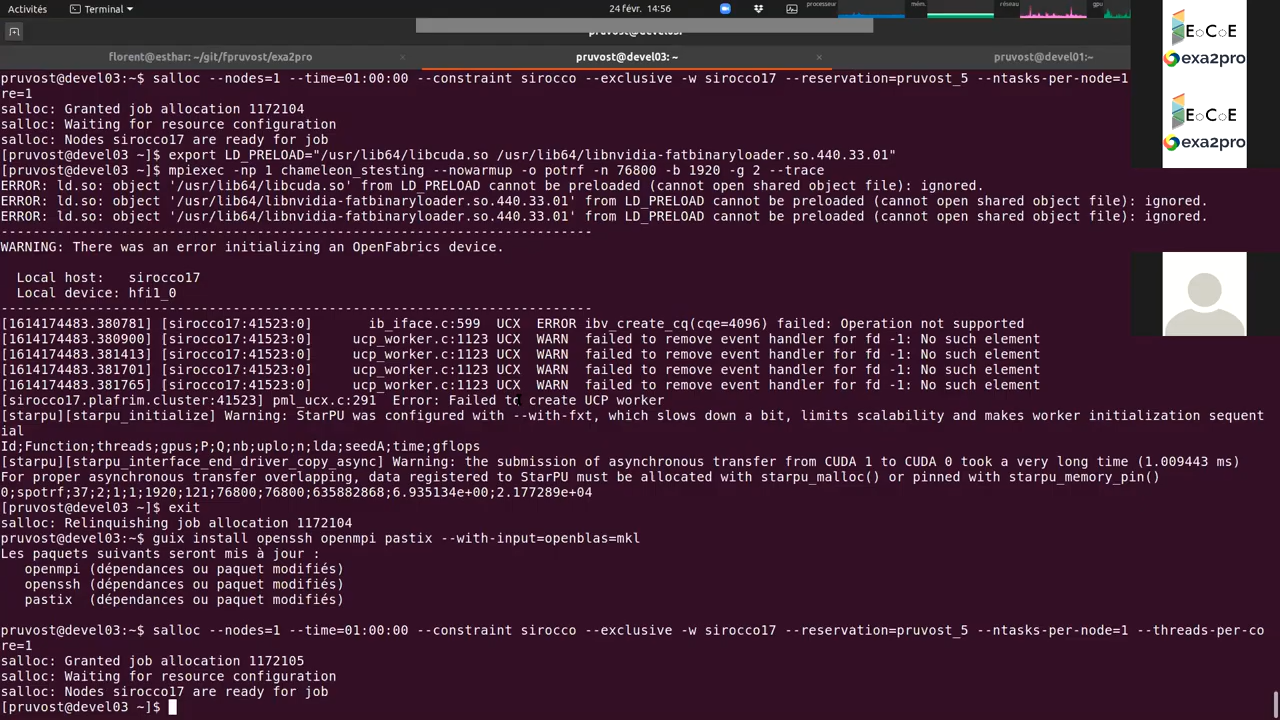 Activités
Terminal
24 févr. 14:56
processeur
mém.
réseau
gpu
florent@esthar: ~/git/fpruvost/exa2pro
pruvost@devel03: ~
pruvost@devel01:~
pruvost@devel03:~$ salloc --nodes=1 --time=01:00:00 --constraint sirocco --exclusive -w sirocco17 --reservation=pruvost_5 --ntasks-per-node=1
re=1
salloc: Granted job allocation 1172104
salloc: Waiting for resource configuration
salloc: Nodes sirocco17 are ready for job
[pruvost@devel03 ~]$ export LD_PRELOAD="/usr/lib64/libcuda.so /usr/lib64/libnvidia-fatbinaryloader.so.440.33.01"
[pruvost@devel03 ~]$ mpiexec -np 1 chameleon_stesting --nowarmup -o potrf -n 76800 -b 1920 -g 2 --trace
ERROR: ld.so: object '/usr/lib64/libcuda.so' from LD_PRELOAD cannot be preloaded (cannot open shared object file): ignored.
ERROR: ld.so: object '/usr/lib64/libnvidia-fatbinaryloader.so.440.33.01' from LD_PRELOAD cannot be preloaded (cannot open shared object file): ignored.
ERROR: ld.so: object '/usr/lib64/libnvidia-fatbinaryloader.so.440.33.01' from LD_PRELOAD cannot be preloaded (cannot open shared object file): ignored.
--------------------------------------------------------------------------
WARNING: There was an error initializing an OpenFabrics device.
Local host: sirocco17
Local device: hfi1_0
--------------------------------------------------------------------------
[1614174483.380781] [sirocco17:41523:0] ib_iface.c:599 UCX ERROR ibv_create_cq(cqe=4096) failed: Operation not supported
[1614174483.380900] [sirocco17:41523:0] ucp_worker.c:1123 UCX WARN failed to remove event handler for fd -1: No such element
[1614174483.381413] [sirocco17:41523:0] ucp_worker.c:1123 UCX WARN failed to remove event handler for fd -1: No such element
[1614174483.381701] [sirocco17:41523:0] ucp_worker.c:1123 UCX WARN failed to remove event handler for fd -1: No such element
[1614174483.381765] [sirocco17:41523:0] ucp_worker.c:1123 UCX WARN failed to remove event handler for fd -1: No such element
[sirocco17.plafrim.cluster:41523] pml_ucx.c:291 Error: Failed to create UCP worker
[starpu][starpu_initialize] Warning: StarPU was configured with --with-fxt, which slows down a bit, limits scalability and makes worker initialization sequent
ial
Id;Function;threads;gpus;P;Q;nb;uplo;n;lda;seedA;time;gflops
[starpu][starpu_interface_end_driver_copy_async] Warning: the submission of asynchronous transfer from CUDA 1 to CUDA 0 took a very long time (1.009443 ms)
For proper asynchronous transfer overlapping, data registered to StarPU must be allocated with starpu_malloc() or pinned with starpu_memory_pin()
0;spotrf;37;2;1;1;1920;121;76800;76800;635882868;6.935134e+00;2.177289e+04
[pruvost@devel03 ~]$ exit
salloc: Relinquishing job allocation 1172104
pruvost@devel03:~$ guix install openssh openmpi pastix --with-input=openblas=mkl
Les paquets suivants seront mis à jour :
openmpi (dépendances ou paquet modifiés)
openssh (dépendances ou paquet modifiés)
pastix (dépendances ou paquet modifiés)
pruvost@devel03:~$ salloc --nodes=1 --time=01:00:00 --constraint sirocco --exclusive -w sirocco17 --reservation=pruvost_5 --ntasks-per-node=1 --threads-per-co
re=1
salloc: Granted job allocation 1172105
salloc: Waiting for resource configuration
salloc: Nodes sirocco17 are ready for job
[pruvost@devel03 ~]$
EoCoE
exa2pro
EoCoE
exa2pro